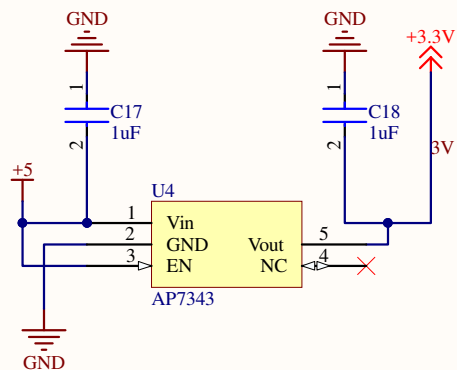 GND
GND
+3.3V
1
C17
1uF
2
1
C18
1uF
2
3V
+5
U4
1
Vin
2
GND
3
EN
Vout
5
NC
4
AP7343
GND